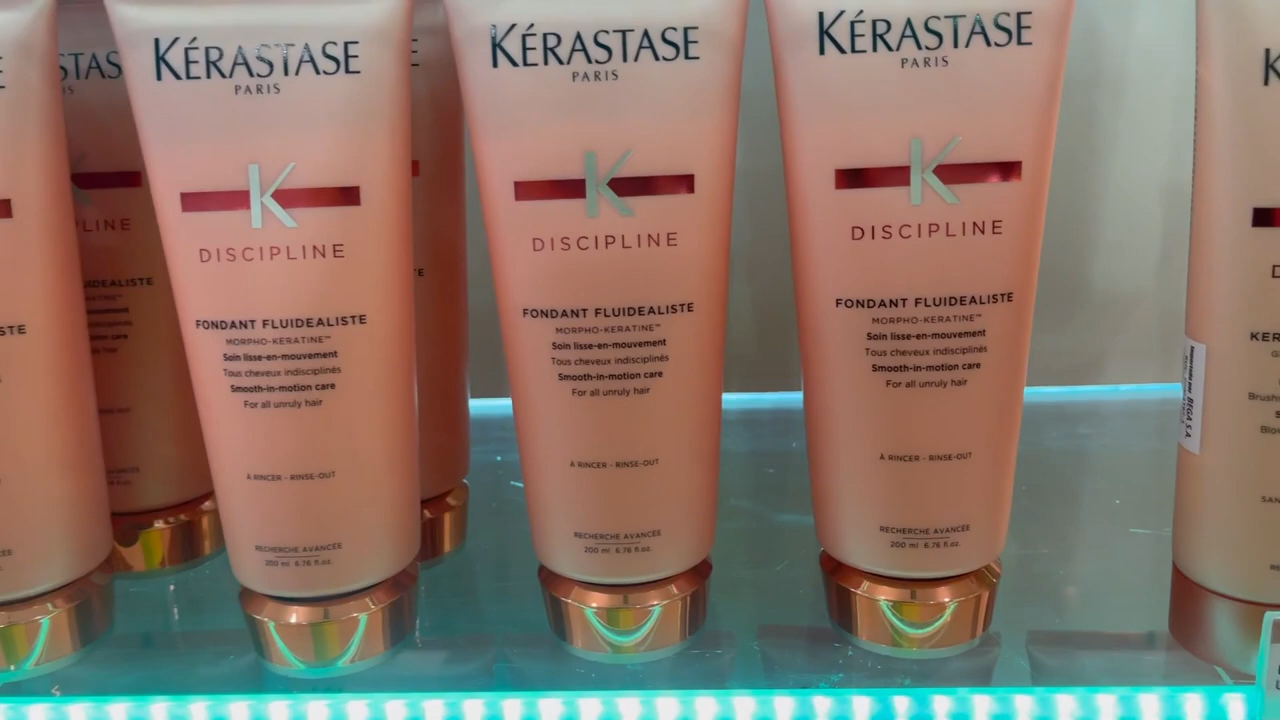 KÉRASTASE
PARIS
K
DISCIPLINE
FONDANT FLUIDEALISTE
MORPHO-KERATINE™
Soin lisse-en-mouvement
Tous cheveux indisciplinés
Smooth-in-motion care
For all unruly hair
À RINCER - RINSE-OUT
RECHERCHE AVANCÉE
200 ml 6.76 fl.oz.
KÉRASTASE
PARIS
K
DISCIPLINE
FONDANT FLUIDEALISTE
MORPHO-KERATINE™
Soin lisse-en-mouvement
Tous cheveux indisciplinés
Smooth-in-motion care
For all unruly hair
À RINCER - RINSE-OUT
RECHERCHE AVANCÉE
200 ml 6.76 fl.oz.
KÉRASTASE
PARIS
K
DISCIPLINE
FONDANT FLUIDEALISTE
MORPHO-KERATINE™
Soin lisse-en-mouvement
Tous cheveux indisciplinés
Smooth-in-motion care
For all unruly hair
À RINCER - RINSE-OUT
RECHERCHE AVANCÉE
200 ml 6.76 fl.oz.
BEGA S.A.